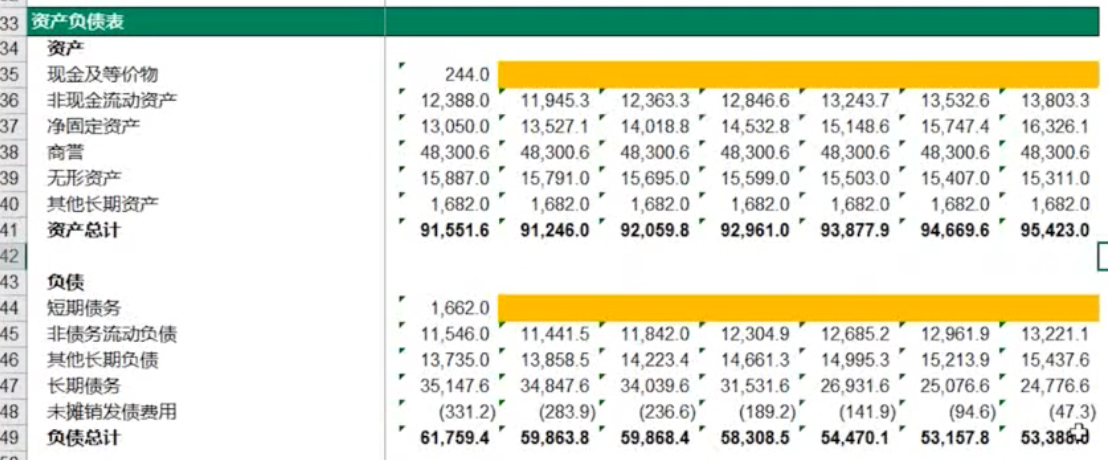 33 资产负债表
34 资产
35 现金及等价物 244.0
36 非现金流动资产 12,388.0 11,945.3 12,363.3 12,846.6 13,243.7 13,532.6 13,803.3
37 净固定资产 13,050.0 13,527.1 14,018.8 14,532.8 15,148.6 15,747.4 16,326.1
38 商誉 48,300.6 48,300.6 48,300.6 48,300.6 48,300.6 48,300.6 48,300.6
39 无形资产 15,887.0 15,791.0 15,695.0 15,599.0 15,503.0 15,407.0 15,311.0
40 其他长期资产 1,682.0 1,682.0 1,682.0 1,682.0 1,682.0 1,682.0 1,682.0
41 资产总计 91,551.6 91,246.0 92,059.8 92,961.0 93,877.9 94,669.6 95,423.0
42
43 负债
44 短期债务 1,662.0
45 非债务流动负债 11,546.0 11,441.5 11,842.0 12,304.9 12,685.2 12,961.9 13,221.1
46 其他长期负债 13,735.0 13,858.5 14,223.4 14,661.3 14,995.3 15,213.9 15,437.6
47 长期债务 35,147.6 34,847.6 34,039.6 31,531.6 26,931.6 25,076.6 24,776.6
48 未摊销发债费用 (331.2) (283.9) (236.6) (189.2) (141.9) (94.6) (47.3)
49 负债总计 61,759.4 59,863.8 59,868.4 58,308.5 54,470.1 53,157.8